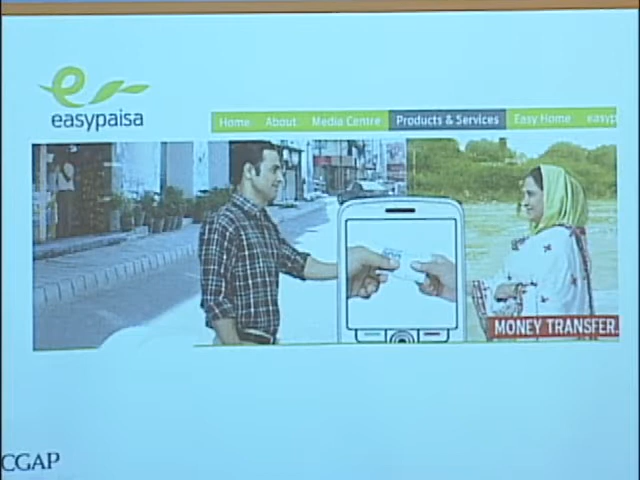 easypaisa
Home About Media Centre Products & Services Easy Home easyp
MONEY TRANSFER.
CGAP